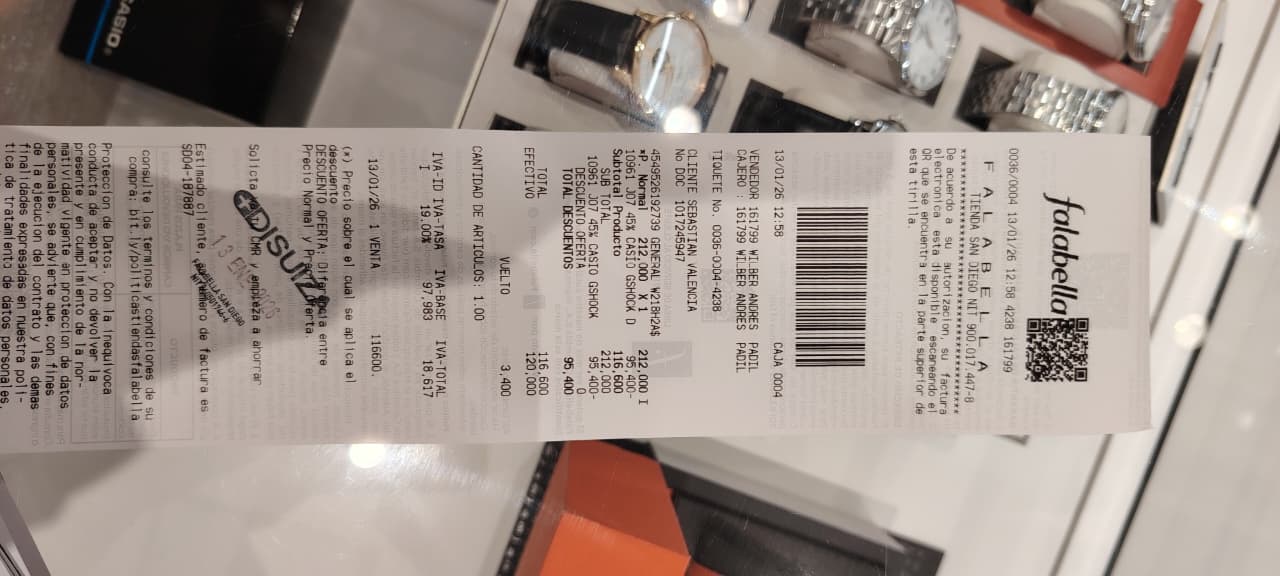 falabella
0036 0004 13/01/26 12:58 4238 161799
F A L A B E L L A
TIENDA SAN DIEGO NIT 900.017.447-8
****************************************
De acuerdo a su autorizacion, su factura
electronica esta disponible escaneando el
QR que se encuentra en la parte superior de
esta tirilla.
13/01/26 12:58 CAJA 0004
VENDEDOR 161799 WILBER ANDRES PADIL
CAJERO : 161799 WILBER ANDRES PADIL
TIQUETE No. 0036-0004-4238
CLIENTE SEBASTIAN VALENCIA
No DOC 1017245947
4549526192739 GENERAL W218H2A$
*P. Normal 212,000 X 1 212,000 I
10961 J07 45% CASIO GSHOCK D 95,400-
Subtotal Producto 116,600
SUB TOTAL 212,000
10961 J07 45% CASIO GSHOCK 95,400-
DESCUENTO OFERTA 0
TOTAL DESCUENTOS 95,400
TOTAL 116,600
EFECTIVO 120,000
VUELTO 3,400
CANTIDAD DE ARTICULOS: 1.00
IVA-ID IVA-TASA IVA-BASE IVA-TOTAL
I 19.00% 97,983 18,617
13/01/26 1 VENTA 116600.
(*) Precio sobre el cual se aplica el
descuento
DESCUENTO OFERTA: Diferencia entre
Precio Normal y Precio Oferta.
Solicita CMR y empieza a ahorrar
DISUIZ
13 ENE
FALABELLA SAN DIEGO
Estimado cliente numero de factura es
SD04-187887
consulte los terminos y condiciones de su
compra: bit.ly/politicastiendasfalabella
Proteccion de Datos. Con la inequivoca
conducta de aceptar y no devolver la
presente y en cumplimiento de la nor-
matividad vigente en proteccion de datos
personales, se advierte que, con fines
de la ejecucion del contrato y las demas
finalidades expresadas en nuestra poli-
tica de tratamiento de datos personales,
CASIO